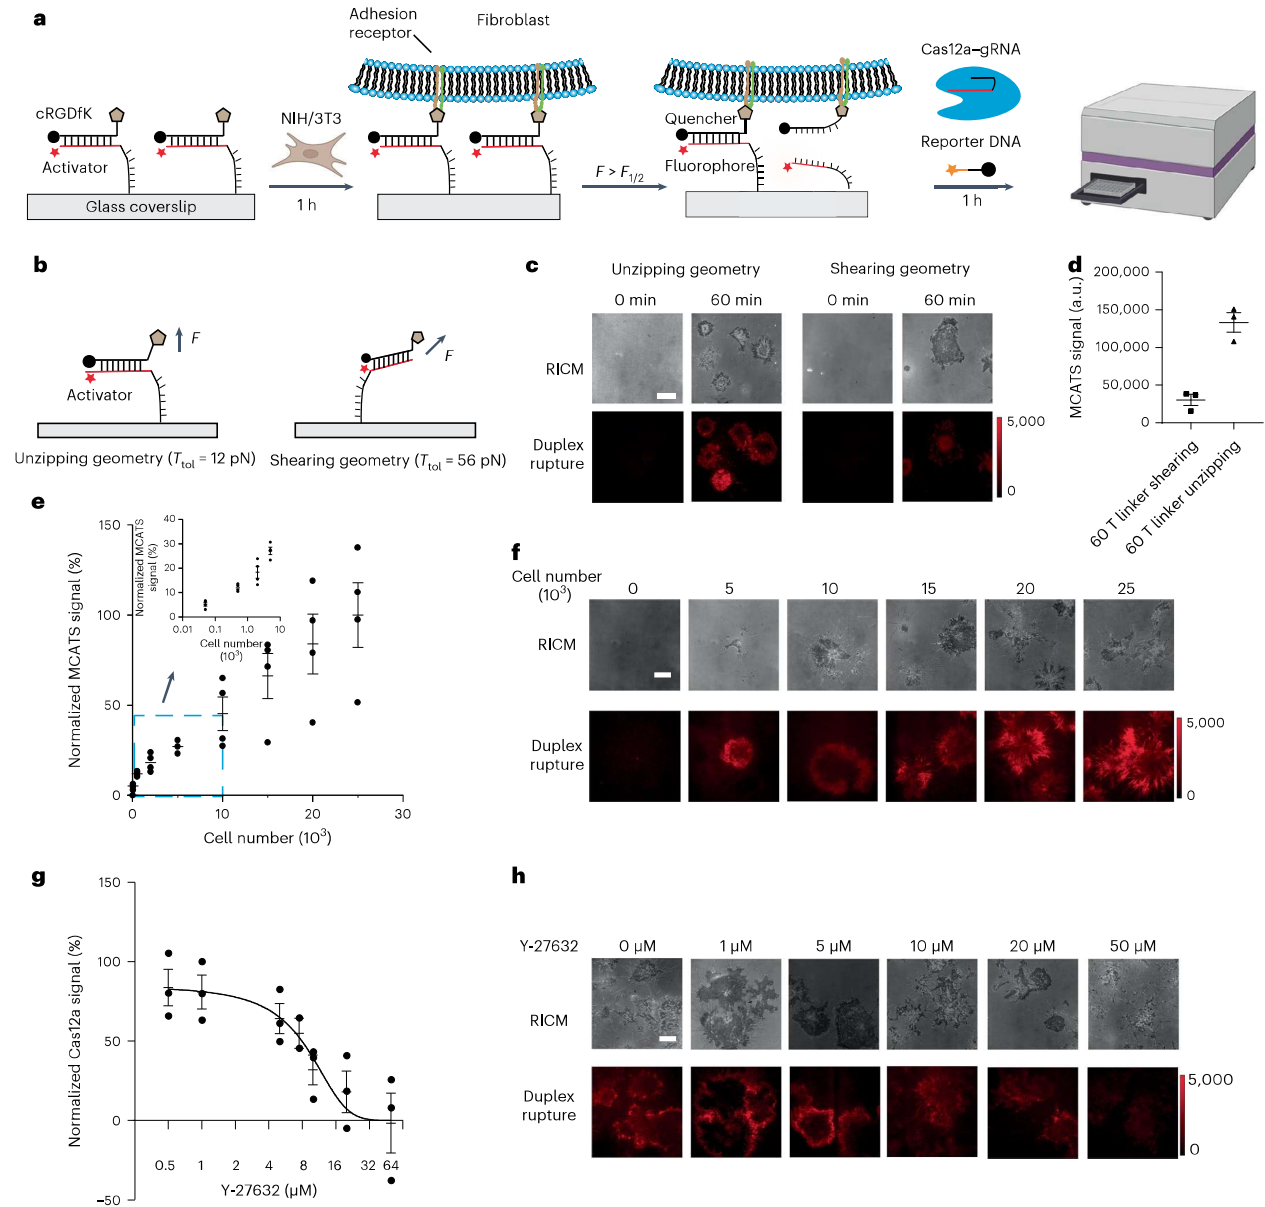 a
Adhesion
receptor
Fibroblast
Cas12a–gRNA
cRGDfK
NIH/3T3
Quencher
Activator
Fluorophore
Reporter DNA
F > F1/2
Glass coverslip
1 h
1 h
b
F
F
Activator
Unzipping geometry (Ttol = 12 pN)
Shearing geometry (Ttol = 56 pN)
c
Unzipping geometry
Shearing geometry
0 min
60 min
0 min
60 min
RICM
Duplex
rupture
5,000
0
d
MCATS signal (a.u.)
200,000
150,000
100,000
50,000
0
60 T linker shearing
60 T linker unzipping
e
Normalized MCATS signal (%)
150
100
50
0
0
10
20
30
Cell number (10³)
Normalized MCATS
signal (%)
40
30
20
10
0
0.01
0.1
1.0
10
Cell number
(10³)
f
Cell number
(10³)
0
5
10
15
20
25
RICM
Duplex
rupture
5,000
0
g
Normalized Cas12a signal (%)
150
100
50
0
–50
0.5
1
2
4
8
16
32
64
Y-27632 (µM)
h
Y-27632
0 µM
1 µM
5 µM
10 µM
20 µM
50 µM
RICM
Duplex
rupture
5,000
0